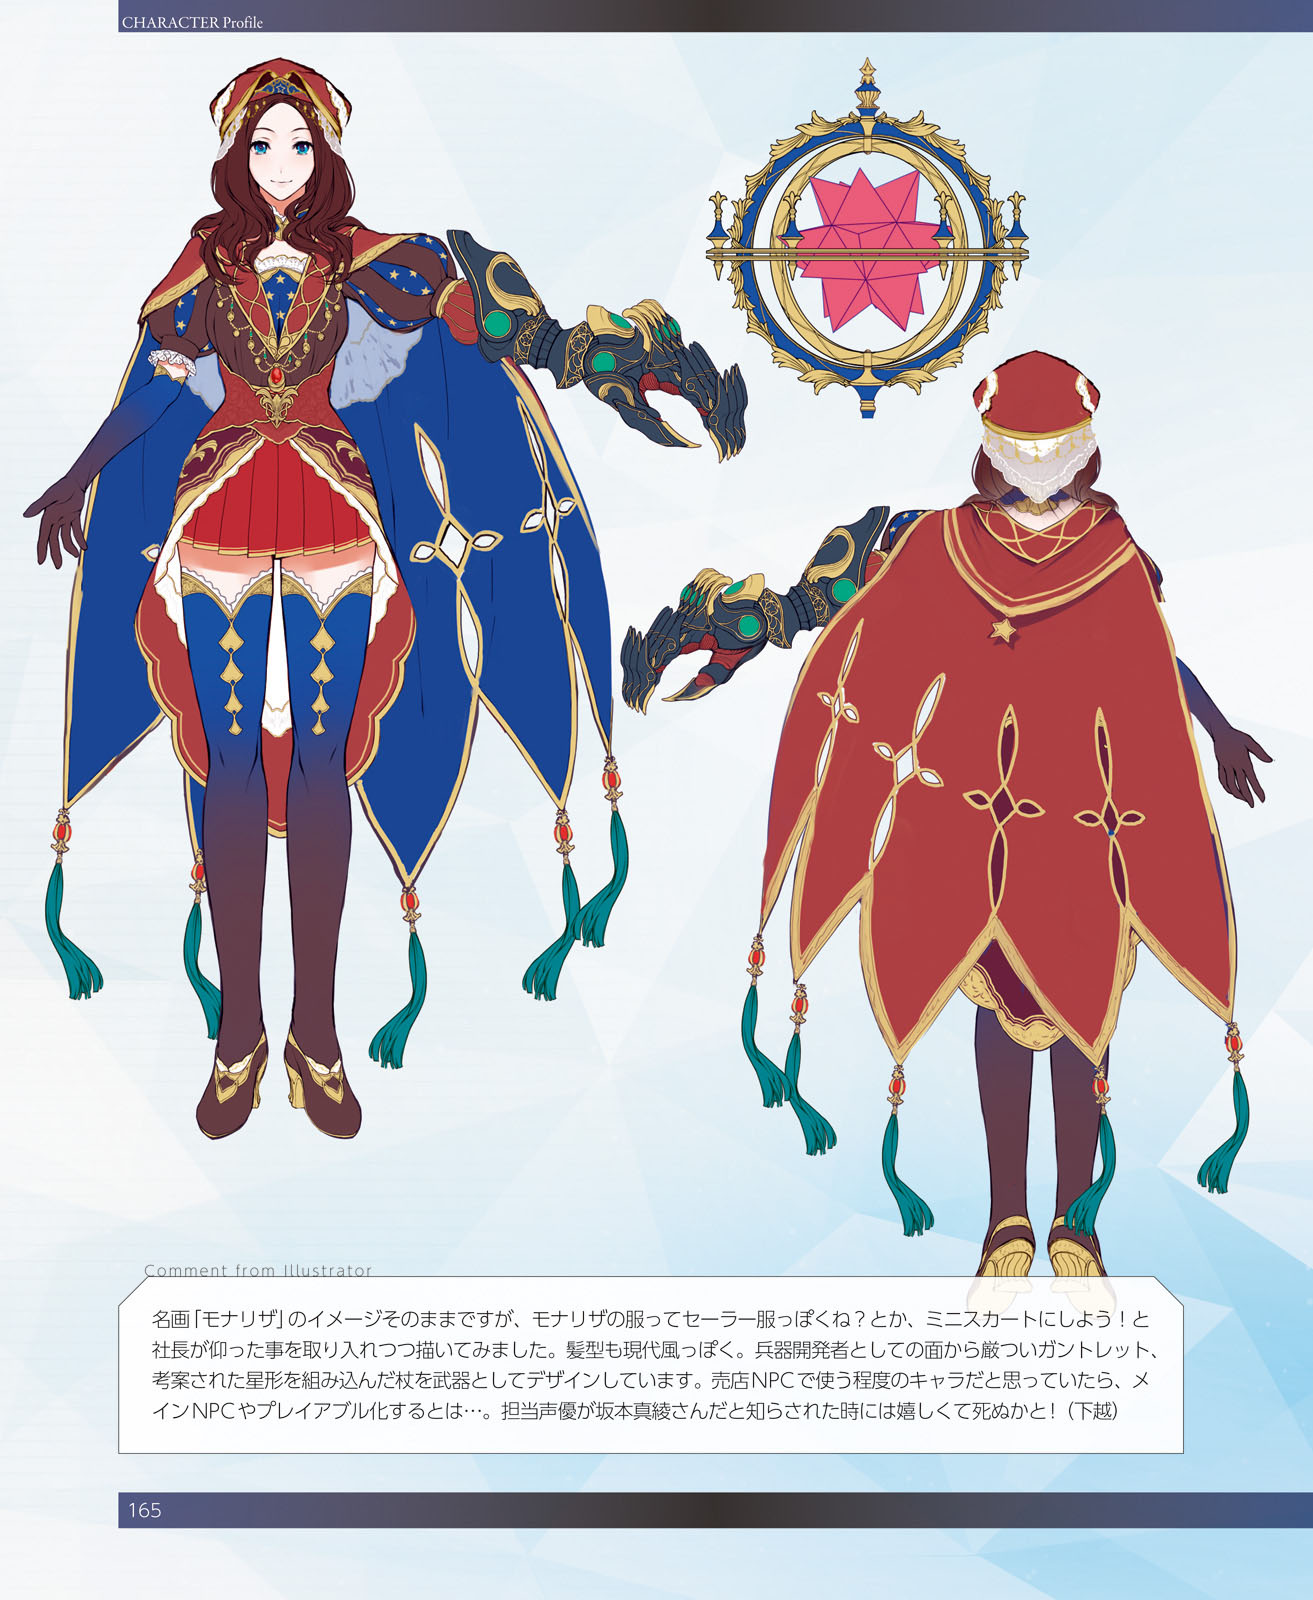 CHARACTER Profile
Comment from Illustrator
名画「モナリザ」のイメージそのままですが、モナリザの服ってセーラー服っぽくね？とか、ミニスカートにしよう！と
社長が仰った事を取り入れつつ描いてみました。髪型も現代風っぽく。兵器開発者としての面から厳ついガントレット、
考案された星形を組み込んだ杖を武器としてデザインしています。売店NPCで使う程度のキャラだと思っていたら、メ
インNPCやプレイアブル化するとは…。担当声優が坂本真綾さんだと知らされた時には嬉しくて死ぬかと！（下越）
165